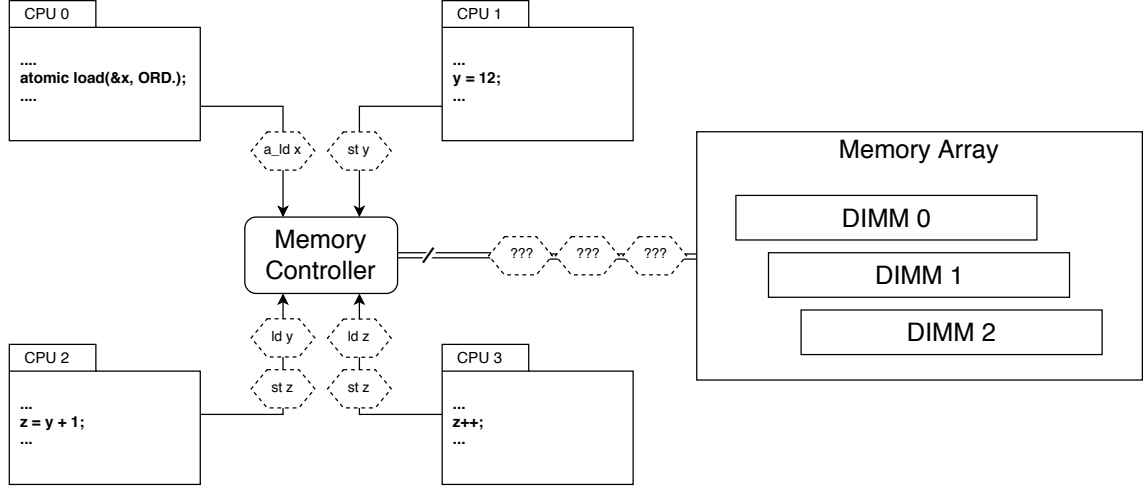 CPU 0
....
atomic load(&x, ORD.);
....
CPU 1
...
y = 12;
...
a_ld x
st y
Memory
Controller
???
???
???
Memory Array
DIMM 0
DIMM 1
DIMM 2
ld y
ld z
st z
st z
CPU 2
...
z = y + 1;
...
CPU 3
...
z++;
...